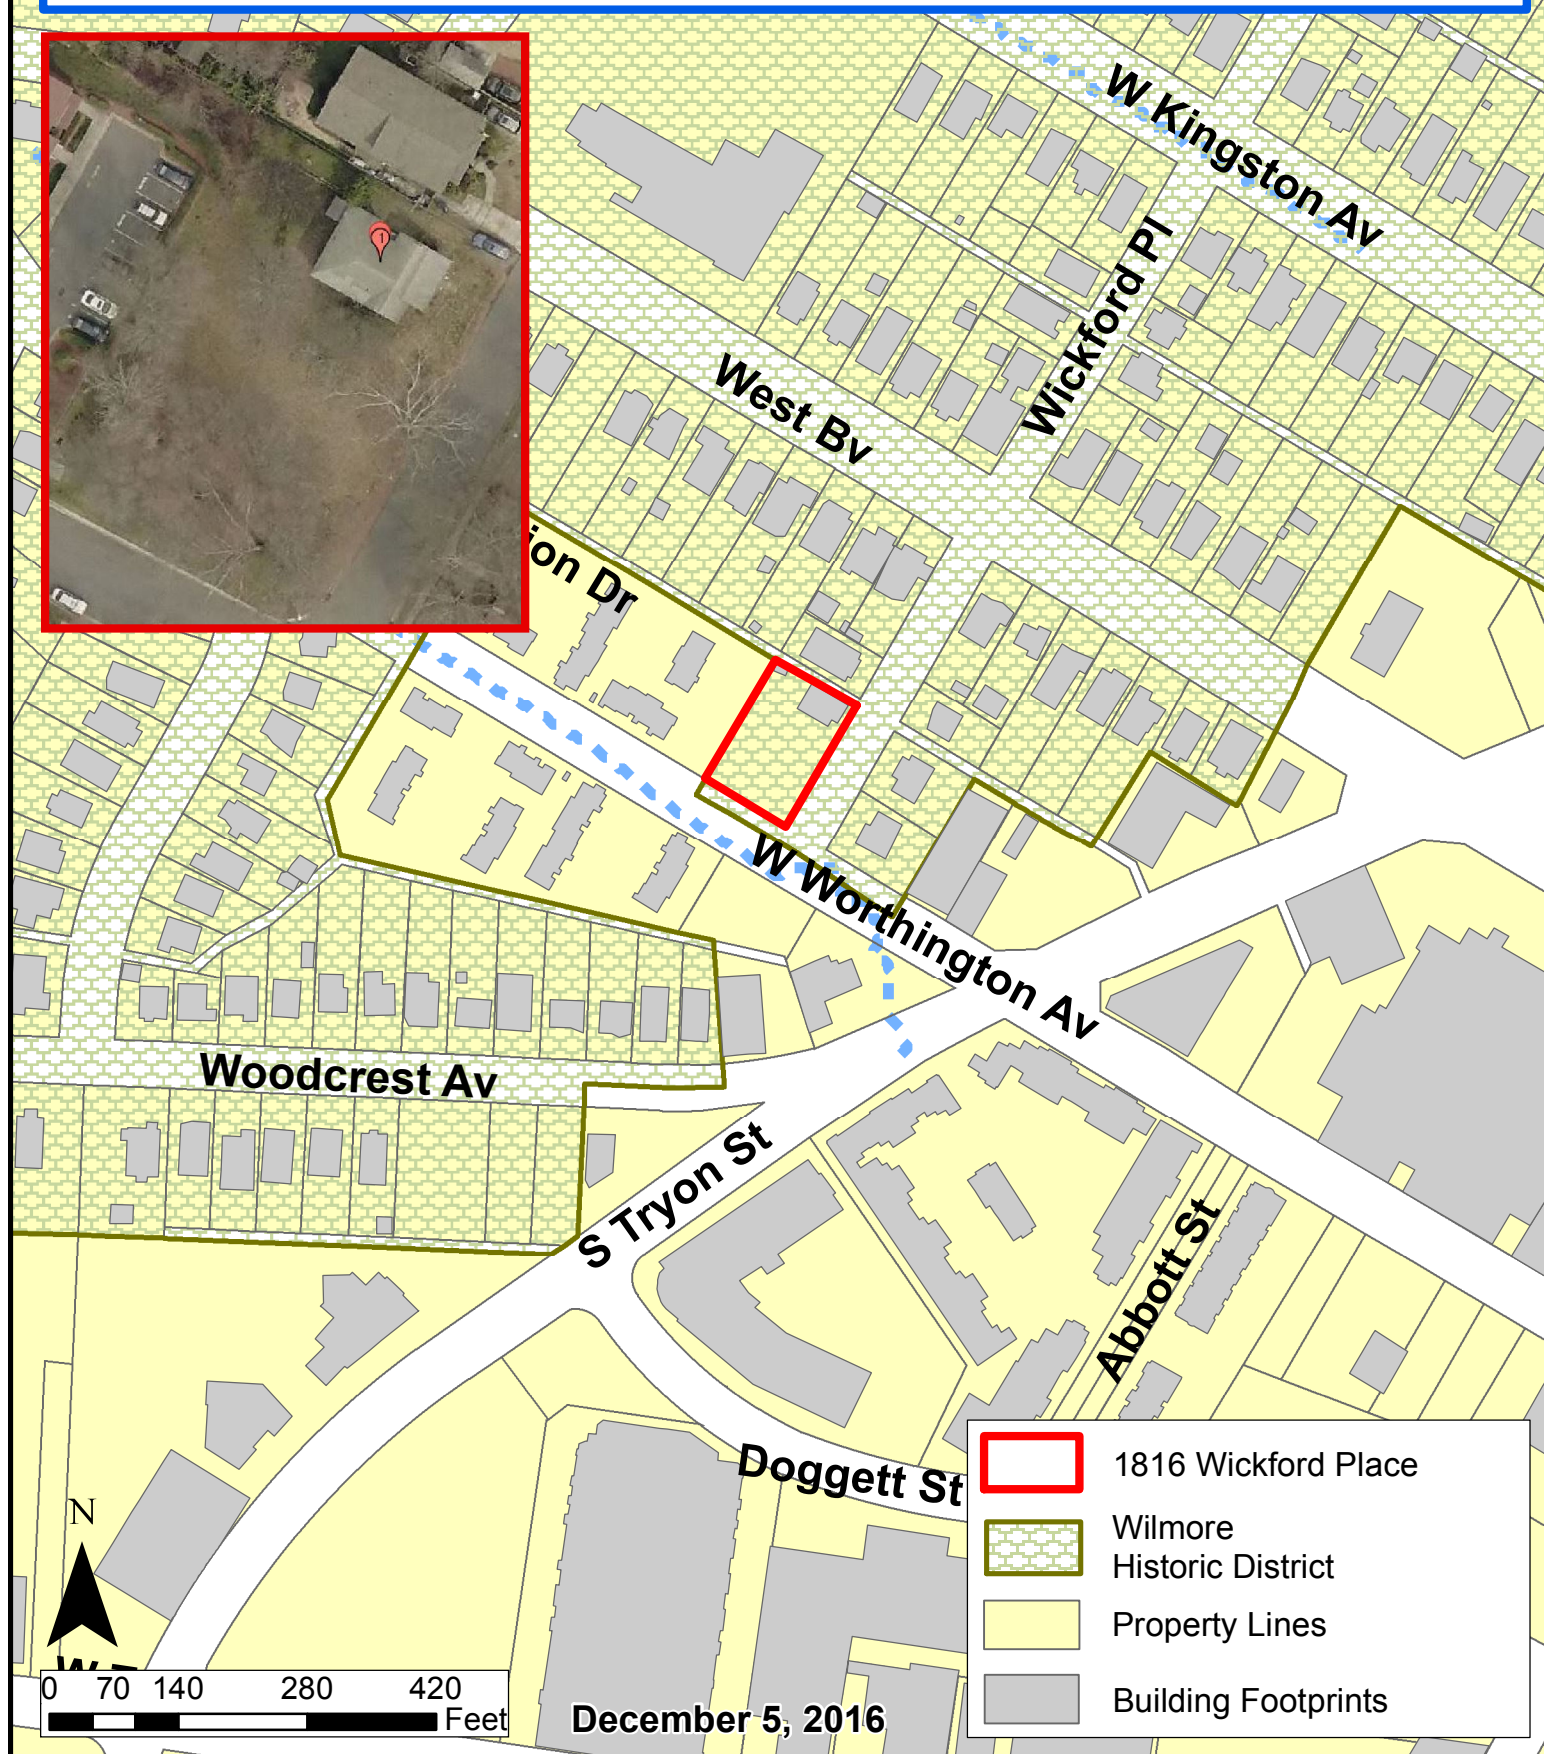 W Kingston Av
Wickford Pl
1
West Bv
ion Dr
W Worthington Av
Woodcrest Av
S Tryon St
Abbott St
Doggett St
1816 Wickford Place
Wilmore
Historic District
Property Lines
Building Footprints
N
0 70 140 280 420
Feet
December 5, 2016